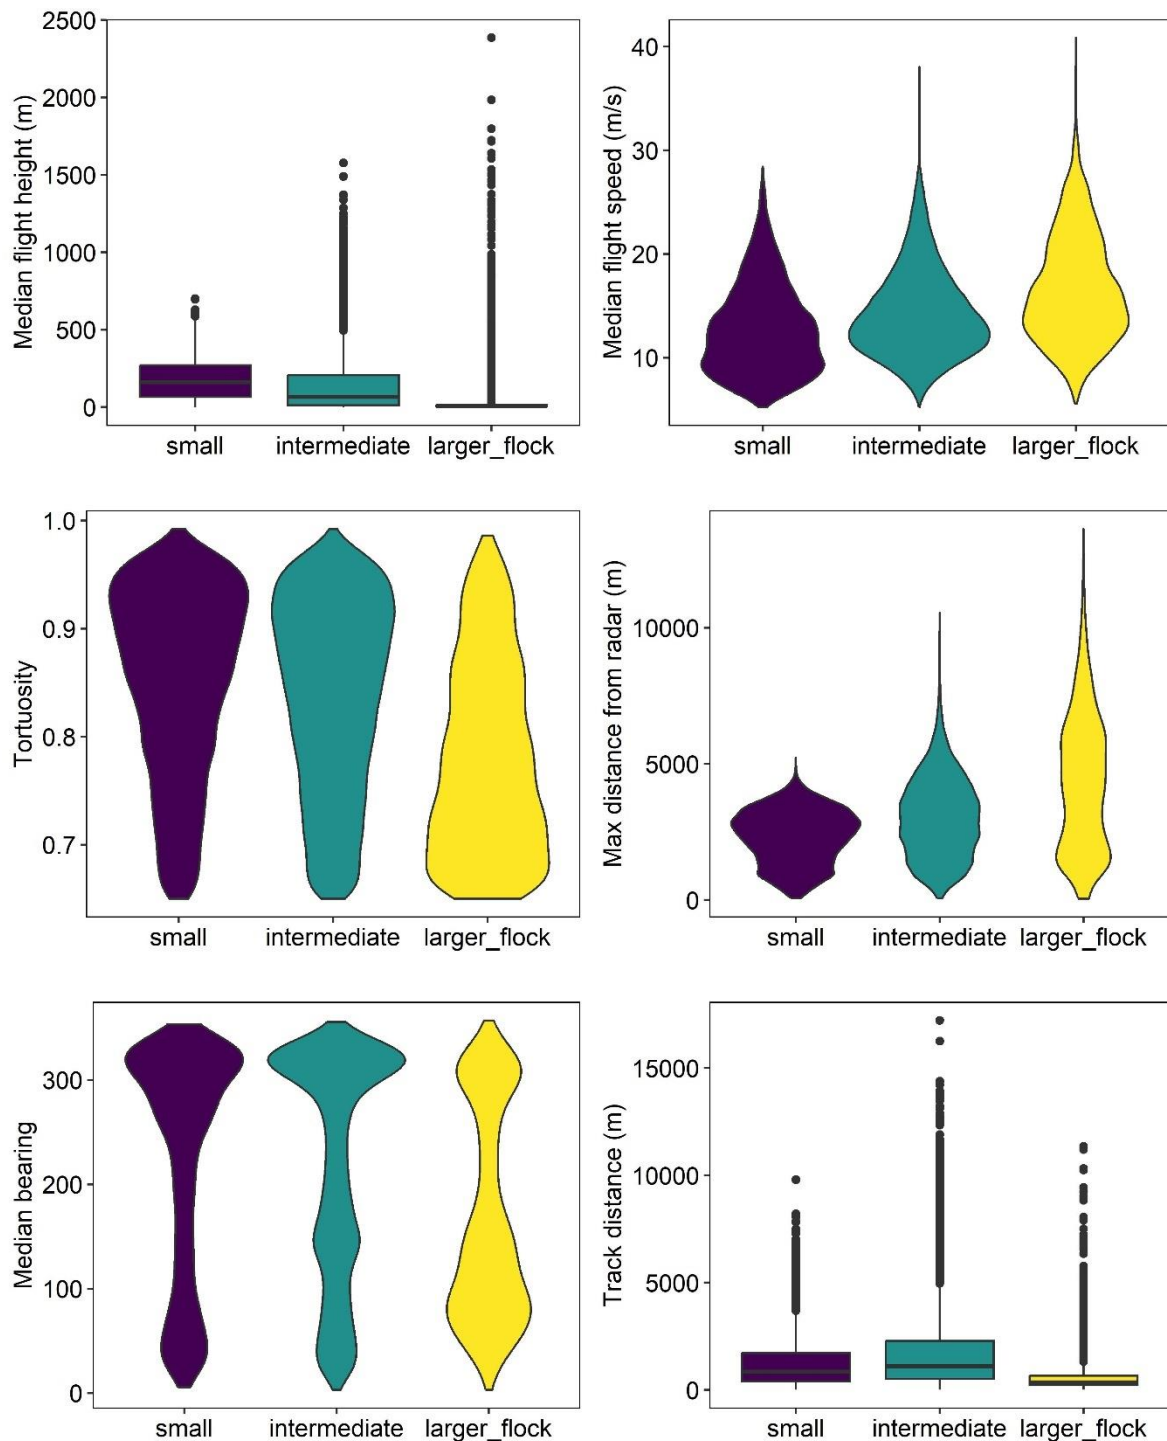 Median flight height (m)
2500
2000
1500
1000
500
0
small intermediate larger_flock
Median flight speed (m/s)
40
30
20
10
small intermediate larger_flock
Tortuosity
1.0
0.9
0.8
0.7
small intermediate larger_flock
Max distance from radar (m)
10000
5000
0
small intermediate larger_flock
Median bearing
300
200
100
0
small intermediate larger_flock
Track distance (m)
15000
10000
5000
0
small intermediate larger_flock